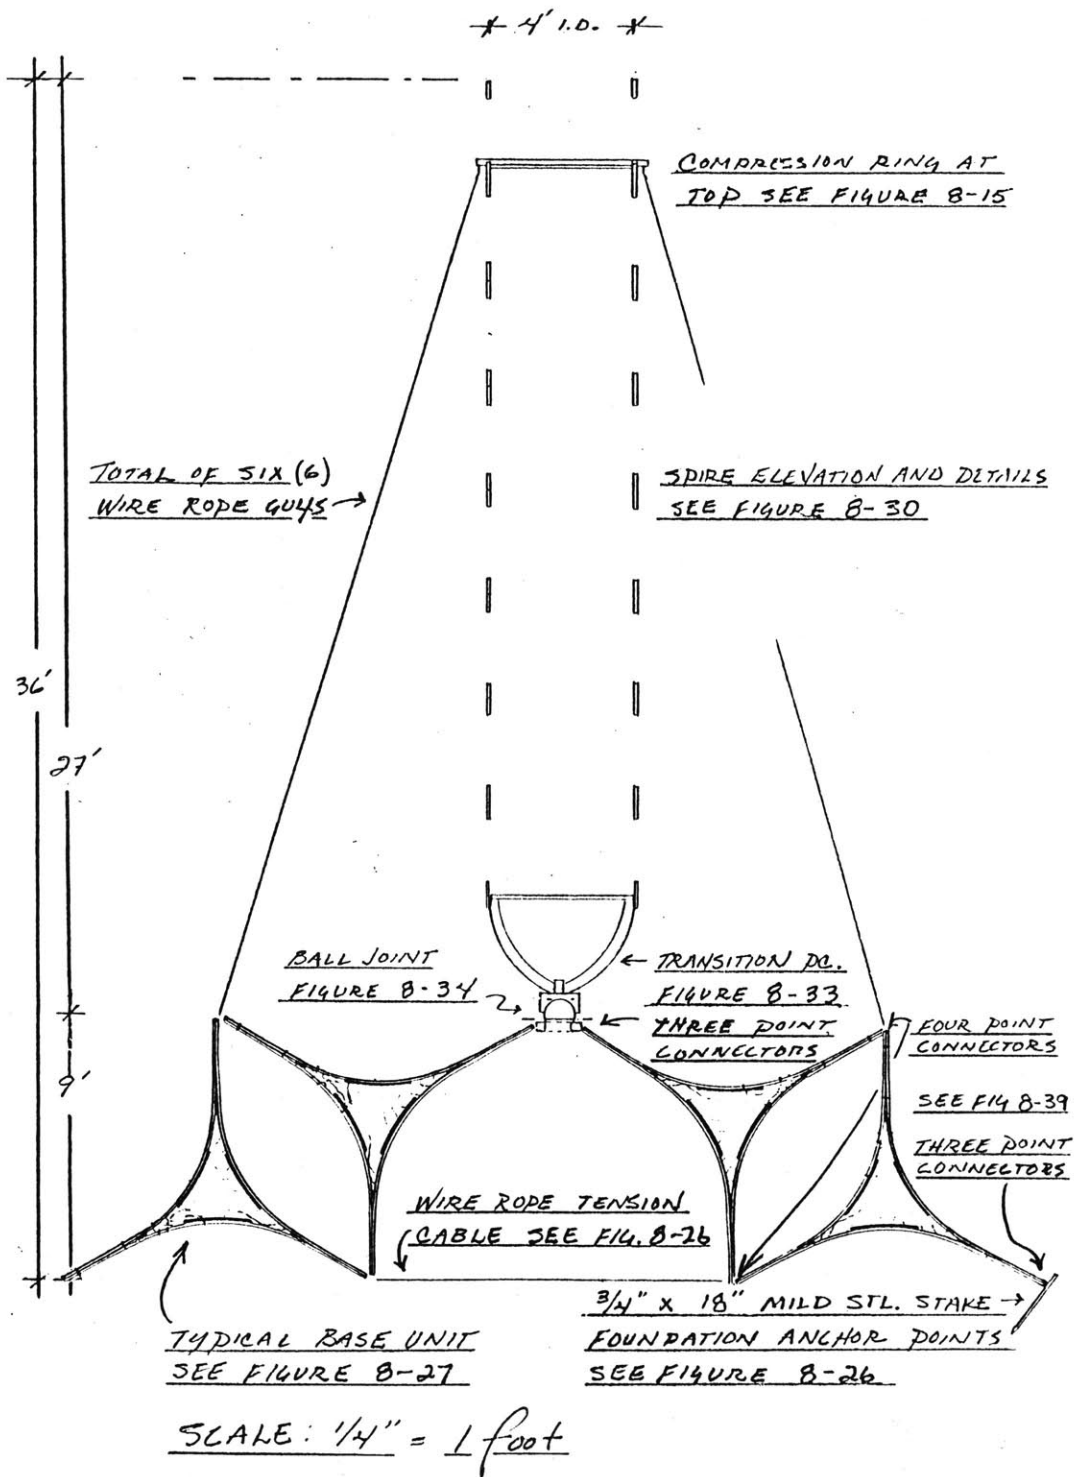 4' I.D.
COMPRESSION RING AT
TOP SEE FIGURE 8-15
TOTAL OF SIX (6)
WIRE ROPE GUYS
SPIRE ELEVATION AND DETAILS
SEE FIGURE 8-30
36'
27'
BALL JOINT
FIGURE 8-34
TRANSITION PC.
FIGURE 8-33
THREE POINT
CONNECTORS
FOUR POINT
CONNECTORS
9'
SEE FIG 8-39
THREE POINT
CONNECTORS
WIRE ROPE TENSION
CABLE SEE FIG. 8-26
3/4" X 18" MILD STL. STAKE
FOUNDATION ANCHOR POINTS
SEE FIGURE 8-26
TYPICAL BASE UNIT
SEE FIGURE 8-27
SCALE: 1/4" = 1 foot